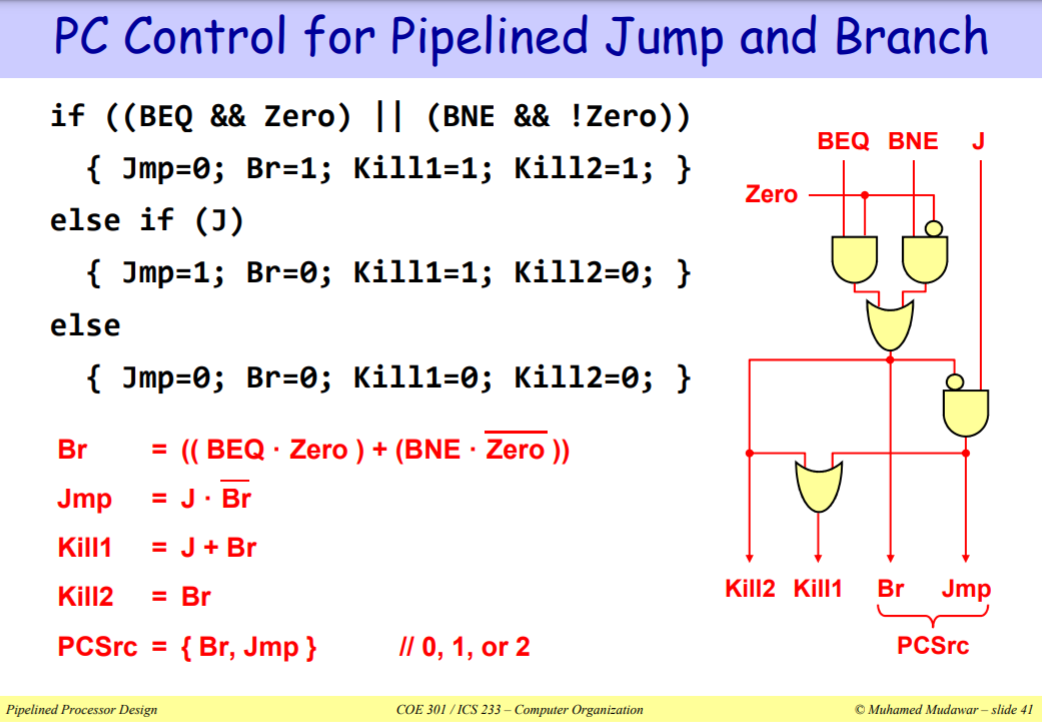 PC Control for Pipelined Jump and Branch
if ((BEQ && Zero) || (BNE && !Zero))
{ Jmp=0; Br=1; Kill1=1; Kill2=1; }
else if (J)
{ Jmp=1; Br=0; Kill1=1; Kill2=0; }
else
{ Jmp=0; Br=0; Kill1=0; Kill2=0; }
Br = (( BEQ · Zero ) + (BNE · Z̅e̅r̅o̅ ))
Jmp = J · B̅r̅
Kill1 = J + Br
Kill2 = Br
PCSrc = { Br, Jmp } // 0, 1, or 2
BEQ BNE J
Zero
Kill2 Kill1 Br Jmp
PCSrc
Pipelined Processor Design COE 301 / ICS 233 – Computer Organization © Muhamed Mudawar – slide 41